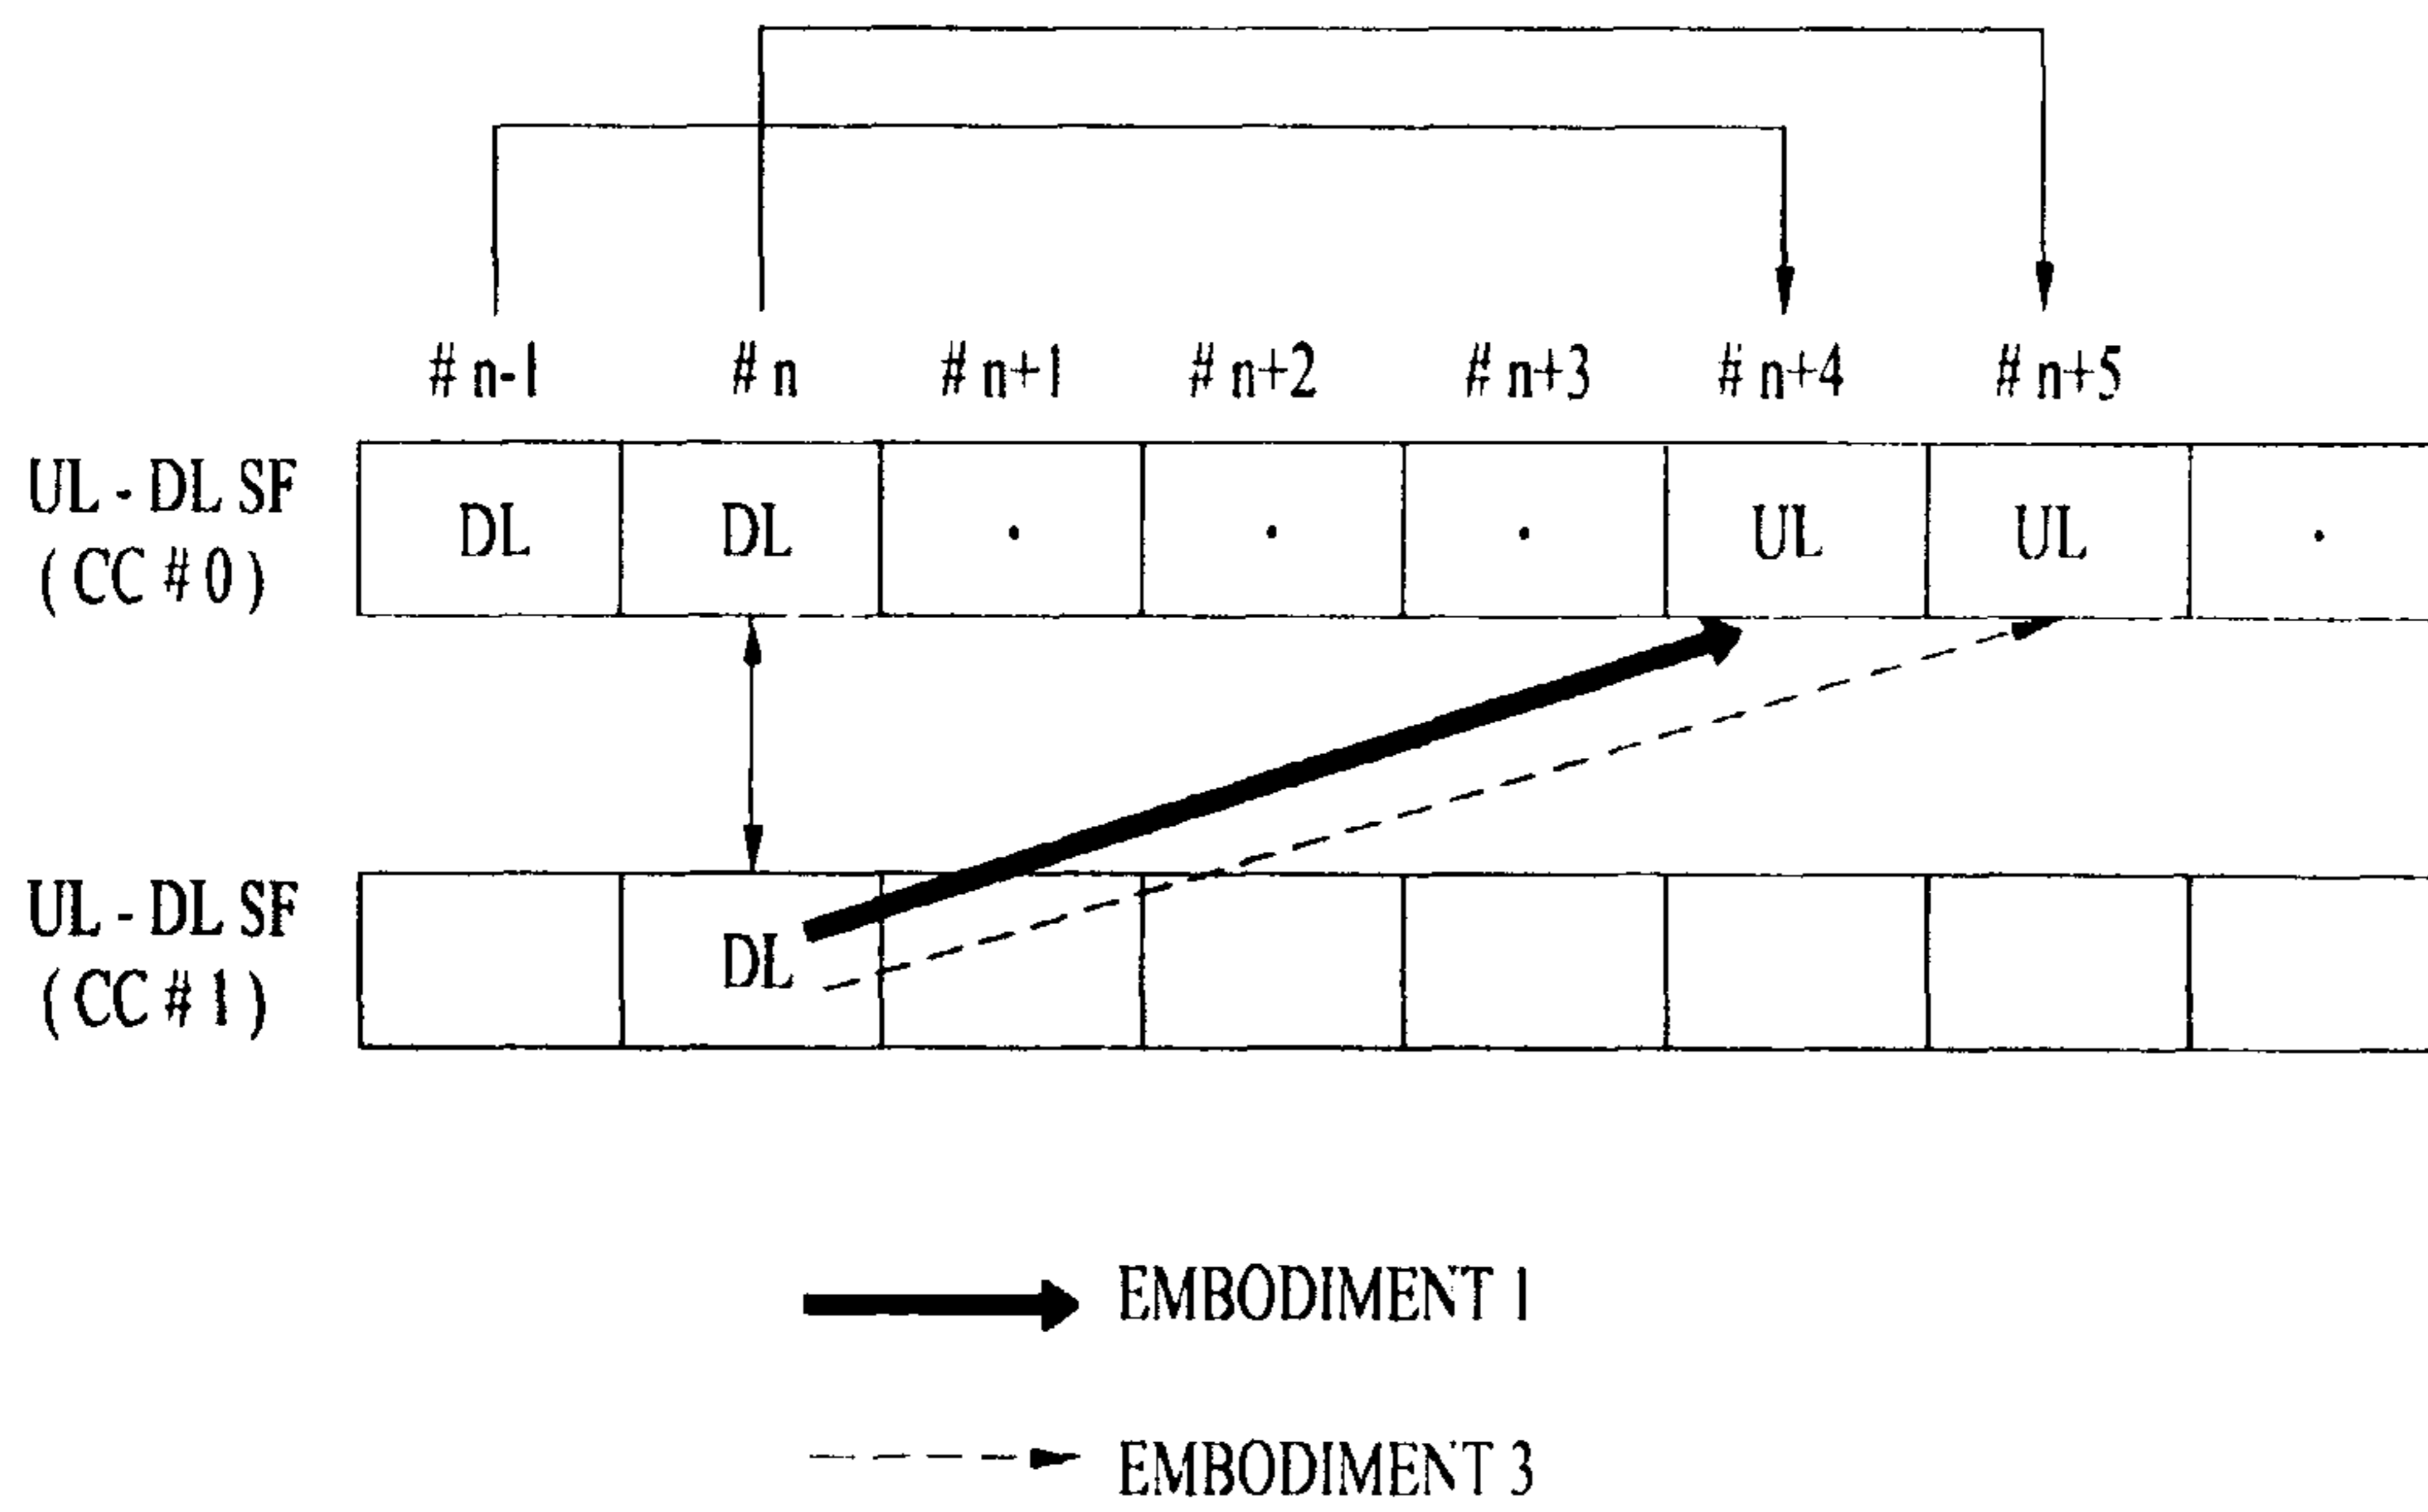 # n-1 # n # n+1 # n+2 # n+3 # n+4 # n+5
UL - DL SF
( CC # 0 )
DL DL · · · UL UL ·
UL - DL SF
( CC # 1 )
DL
EMBODIMENT 1
EMBODIMENT 3